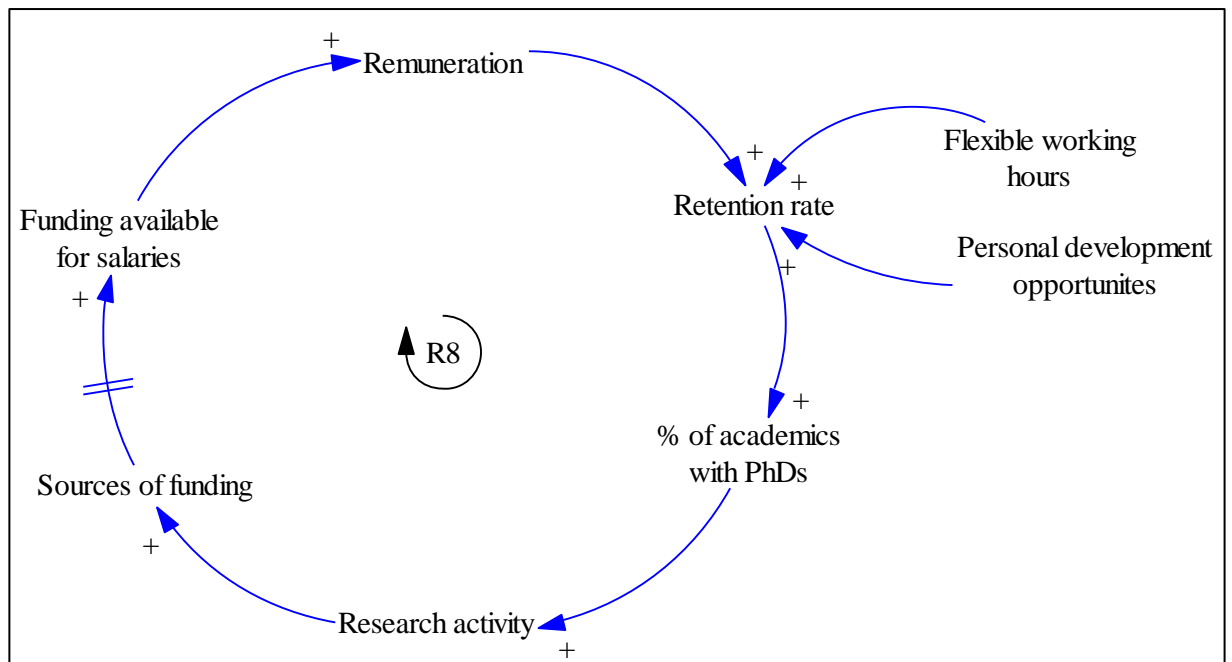 +
Remuneration
+
Flexible working
hours
+
Retention rate
Funding available
for salaries
Personal development
opportunites
+
+
R8
+
% of academics
with PhDs
Sources of funding
+
Research activity
+